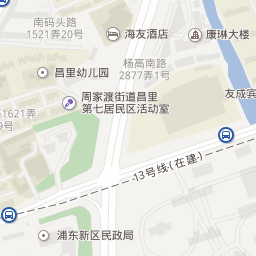 南码头路
1521弄20号
海友酒店
康琳大楼
杨高南路
2877弄1号
昌里幼儿园
友成宾
周家渡街道昌里
第七居民区活动室
1621弄
9号
13号线(在建)
浦东新区民政局